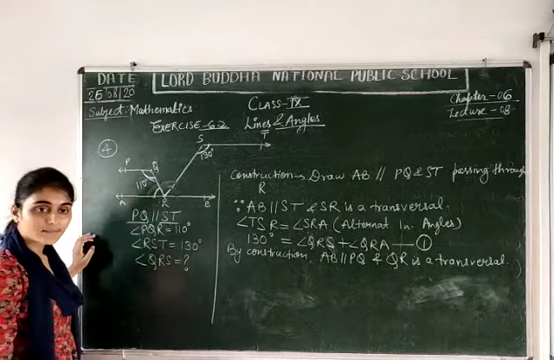 DATE
25/08/20
LORD BUDDHA NATIONAL PUBLIC SCHOOL
Subject: Mathematics
CLASS-IX
Chapter-06
Lecture-08
EXERCISE-6.2
Lines & Angles
4
S
T
130°
P
Q
110°
A
R
B
PQ||ST
∠PQR=110°
∠RST=130°
∠QRS=?
Construction → Draw AB // PQ & ST passing through
R
∵ AB||ST & SR is a transversal.
∠TSR=∠SRA (Alternat In. Angles)
130°=∠QRS+∠QRA —①
By construction, AB||PQ & QR is a transversal.